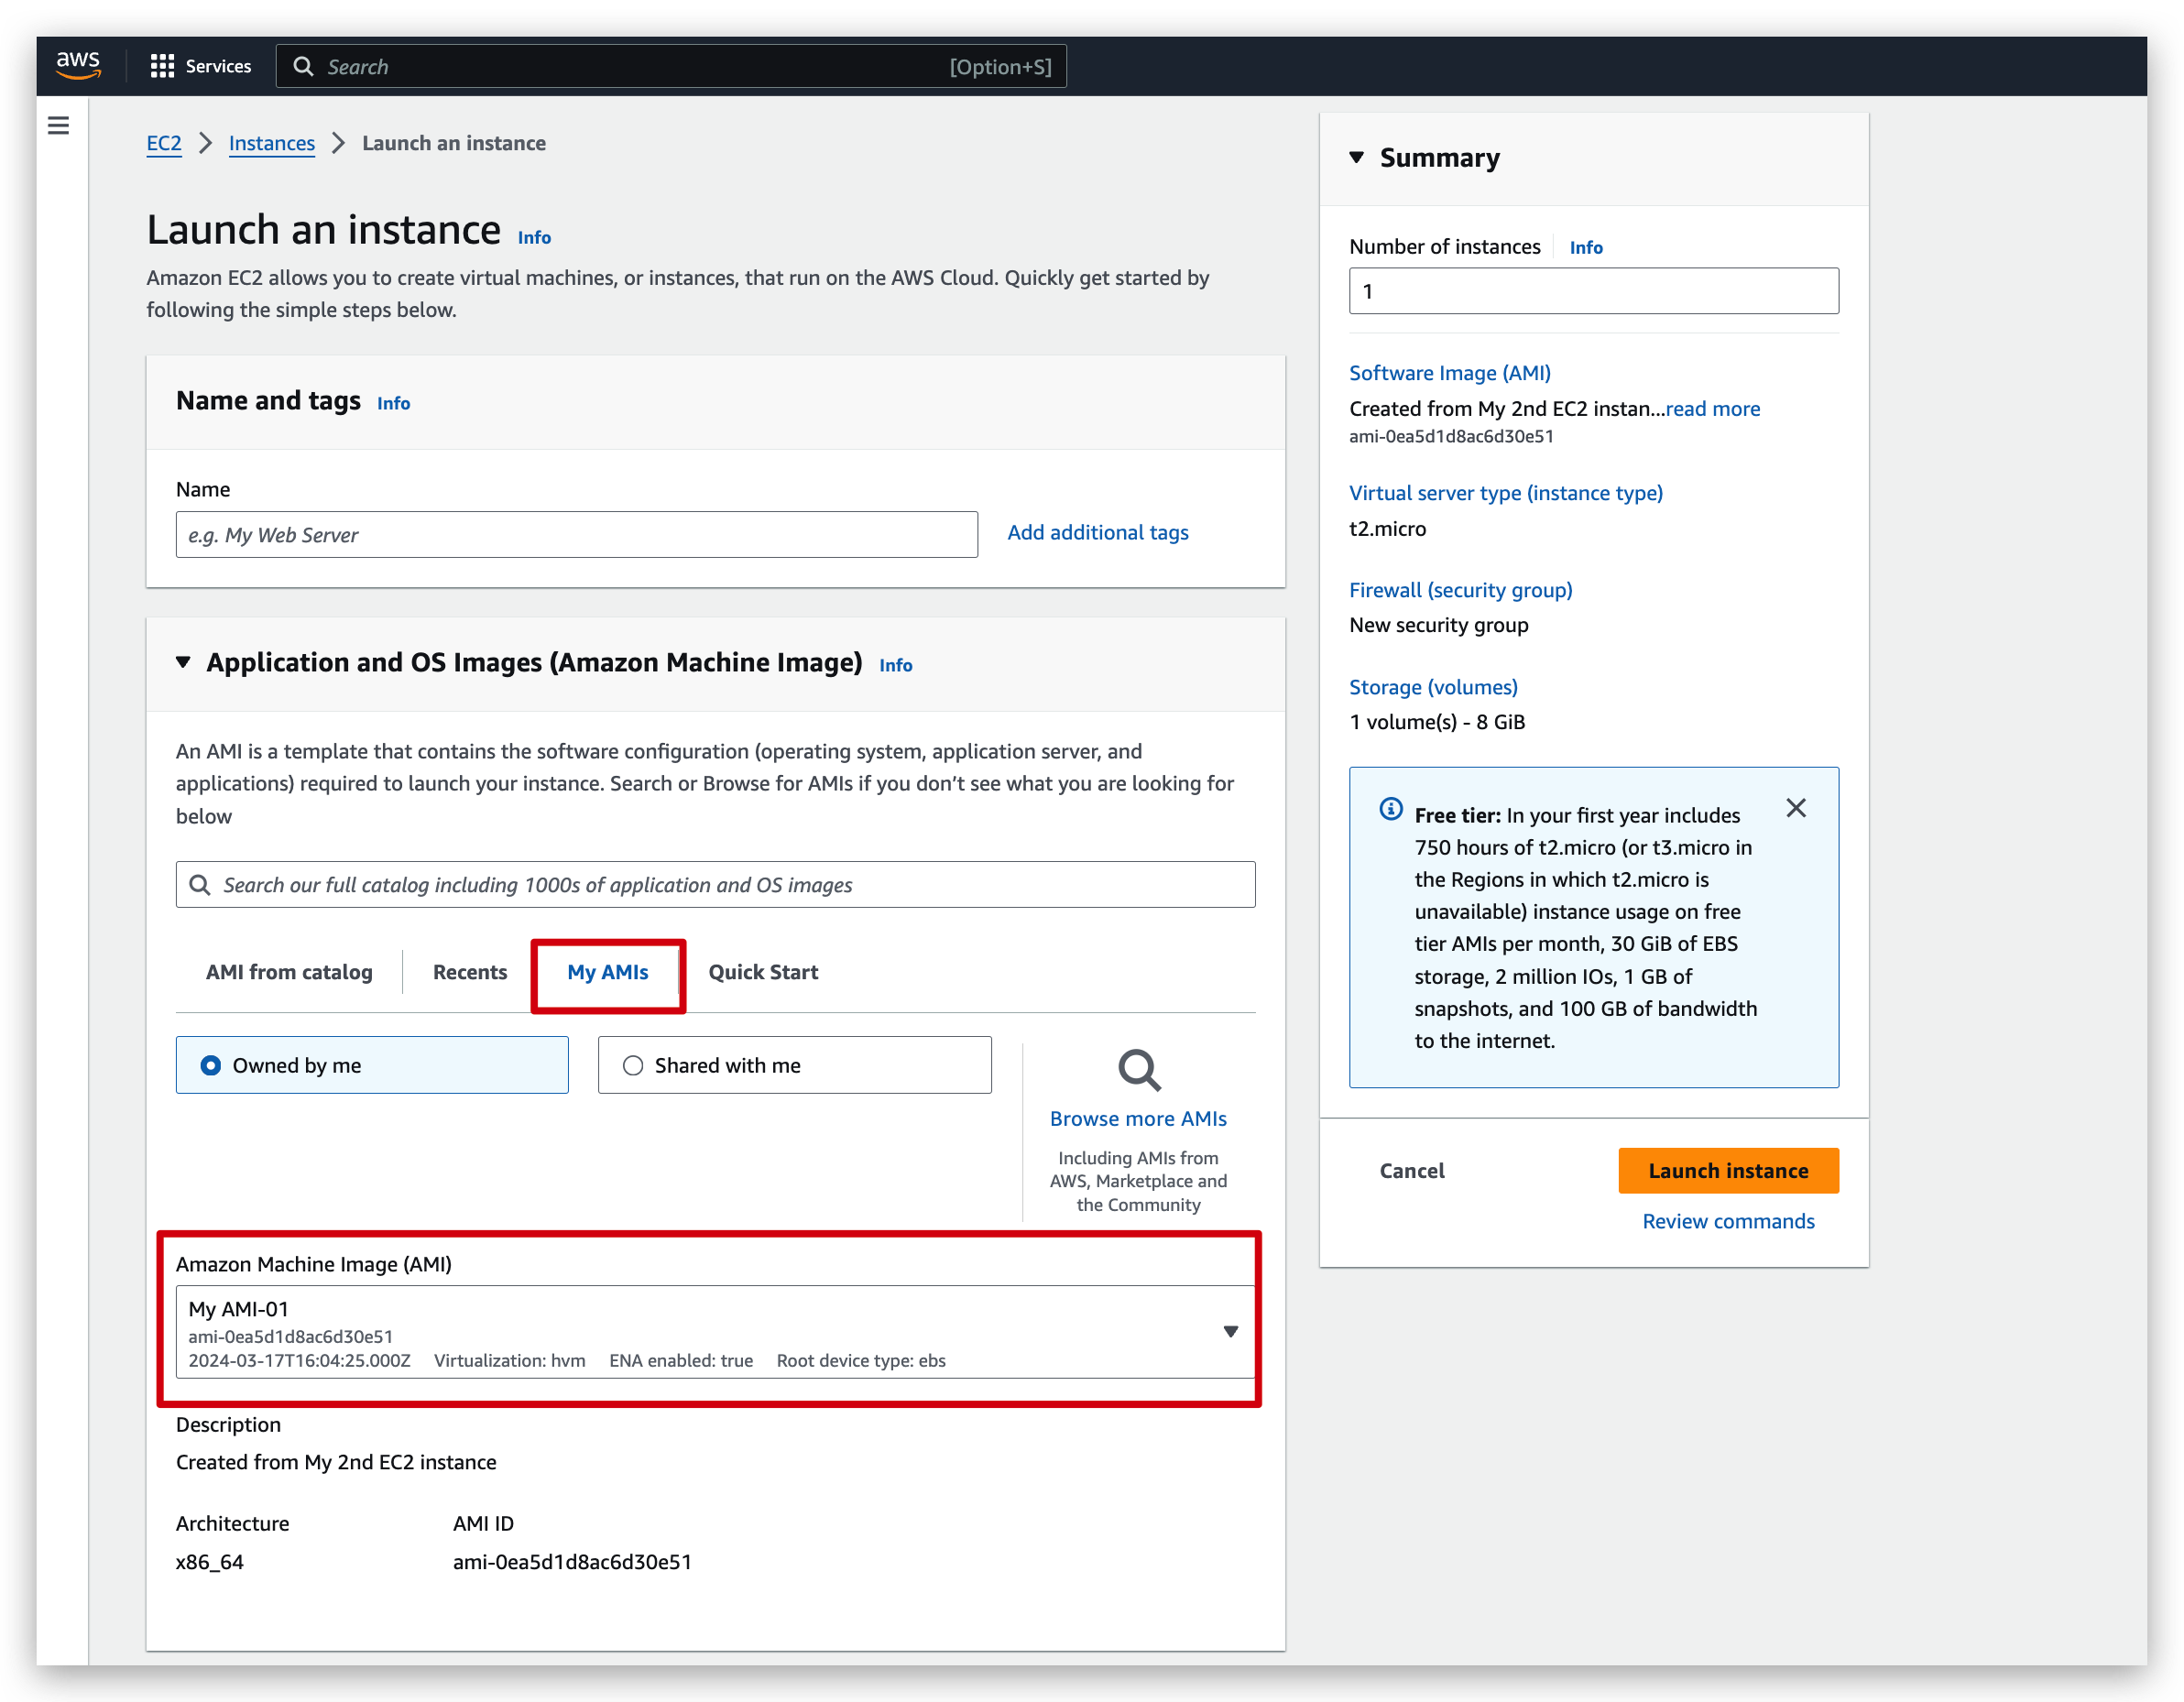 aws
Services
Search
[Option+S]
EC2
Instances
Launch an instance
Launch an instance Info
Amazon EC2 allows you to create virtual machines, or instances, that run on the AWS Cloud. Quickly get started by
following the simple steps below.
Name and tags Info
Name
e.g. My Web Server
Add additional tags
Application and OS Images (Amazon Machine Image) Info
An AMI is a template that contains the software configuration (operating system, application server, and
applications) required to launch your instance. Search or Browse for AMIs if you don’t see what you are looking for
below
Search our full catalog including 1000s of application and OS images
AMI from catalog
Recents
My AMIs
Quick Start
Owned by me
Shared with me
Browse more AMIs
Including AMIs from
AWS, Marketplace and
the Community
Amazon Machine Image (AMI)
My AMI-01
ami-0ea5d1d8ac6d30e51
2024-03-17T16:04:25.000Z Virtualization: hvm ENA enabled: true Root device type: ebs
Description
Created from My 2nd EC2 instance
Architecture
x86_64
AMI ID
ami-0ea5d1d8ac6d30e51
Summary
Number of instances Info
1
Software Image (AMI)
Created from My 2nd EC2 instan...read more
ami-0ea5d1d8ac6d30e51
Virtual server type (instance type)
t2.micro
Firewall (security group)
New security group
Storage (volumes)
1 volume(s) - 8 GiB
Free tier: In your first year includes
750 hours of t2.micro (or t3.micro in
the Regions in which t2.micro is
unavailable) instance usage on free
tier AMIs per month, 30 GiB of EBS
storage, 2 million IOs, 1 GB of
snapshots, and 100 GB of bandwidth
to the internet.
Cancel
Launch instance
Review commands